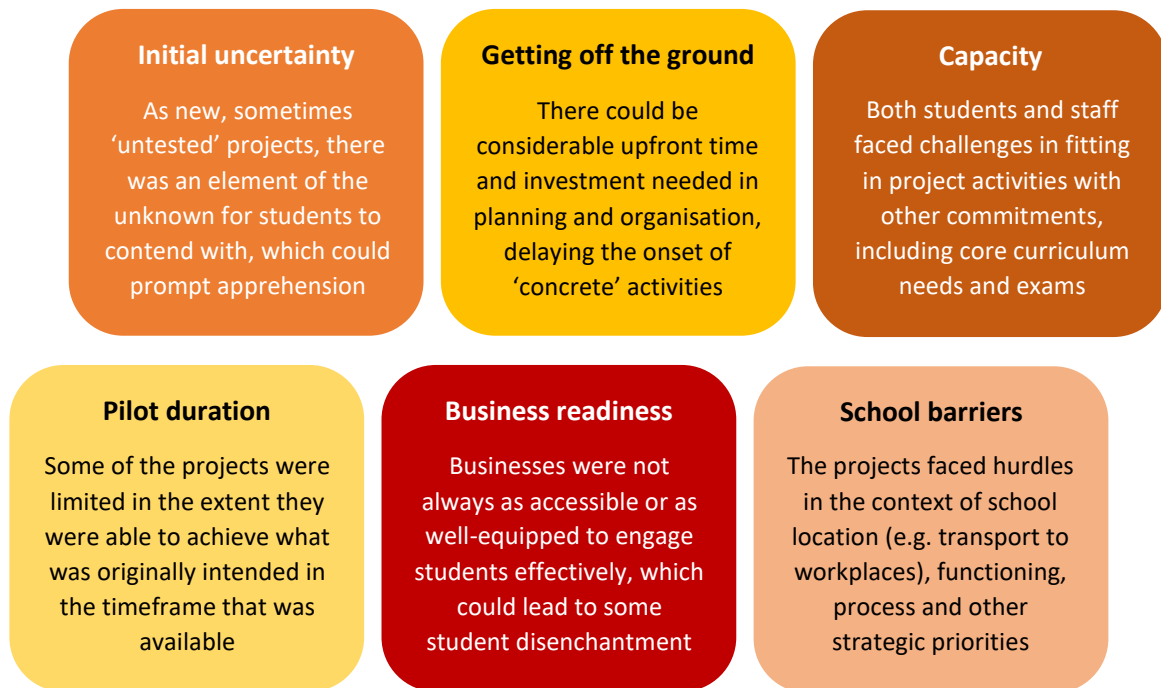 Initial uncertainty
As new, sometimes
‘untested’ projects, there
was an element of the
unknown for students to
contend with, which could
prompt apprehension
Getting off the ground
There could be
considerable upfront time
and investment needed in
planning and organisation,
delaying the onset of
‘concrete’ activities
Capacity
Both students and staff
faced challenges in fitting
in project activities with
other commitments,
including core curriculum
needs and exams
Pilot duration
Some of the projects were
limited in the extent they
were able to achieve what
was originally intended in
the timeframe that was
available
Business readiness
Businesses were not
always as accessible or as
well-equipped to engage
students effectively, which
could lead to some
student disenchantment
School barriers
The projects faced hurdles
in the context of school
location (e.g. transport to
workplaces), functioning,
process and other
strategic priorities